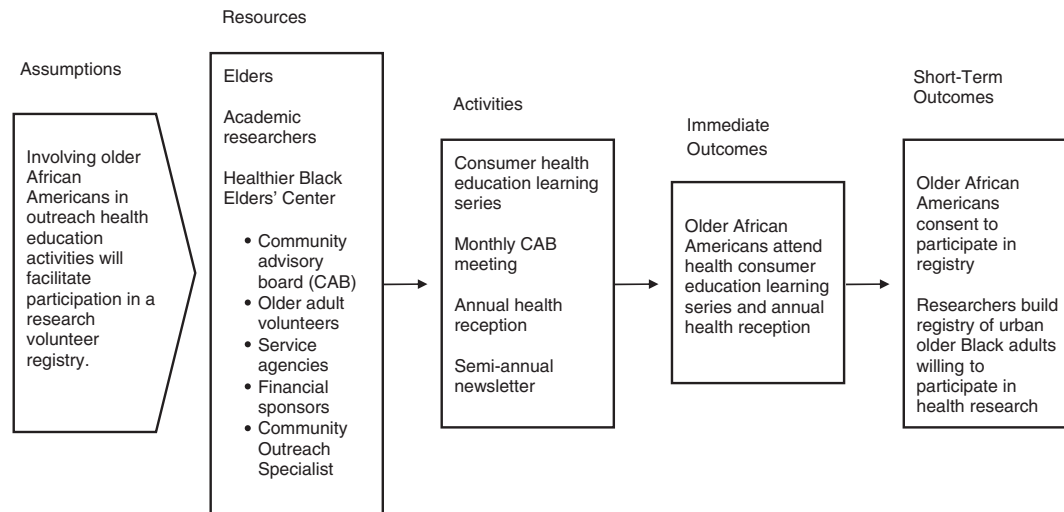 Assumptions
Involving older
African
Americans in
outreach health
education
activities will
facilitate
participation in a
research
volunteer
registry.
Resources
Elders
Academic
researchers
Healthier Black
Elders’ Center
• Community
advisory
board (CAB)
• Older adult
volunteers
• Service
agencies
• Financial
sponsors
• Community
Outreach
Specialist
Activities
Consumer health
education learning
series
Monthly CAB
meeting
Annual health
reception
Semi-annual
newsletter
Immediate
Outcomes
Older African
Americans attend
health consumer
education learning
series and annual
health reception
Short-Term
Outcomes
Older African
Americans
consent to
participate in
registry
Researchers build
registry of urban
older Black adults
willing to
participate in
health research